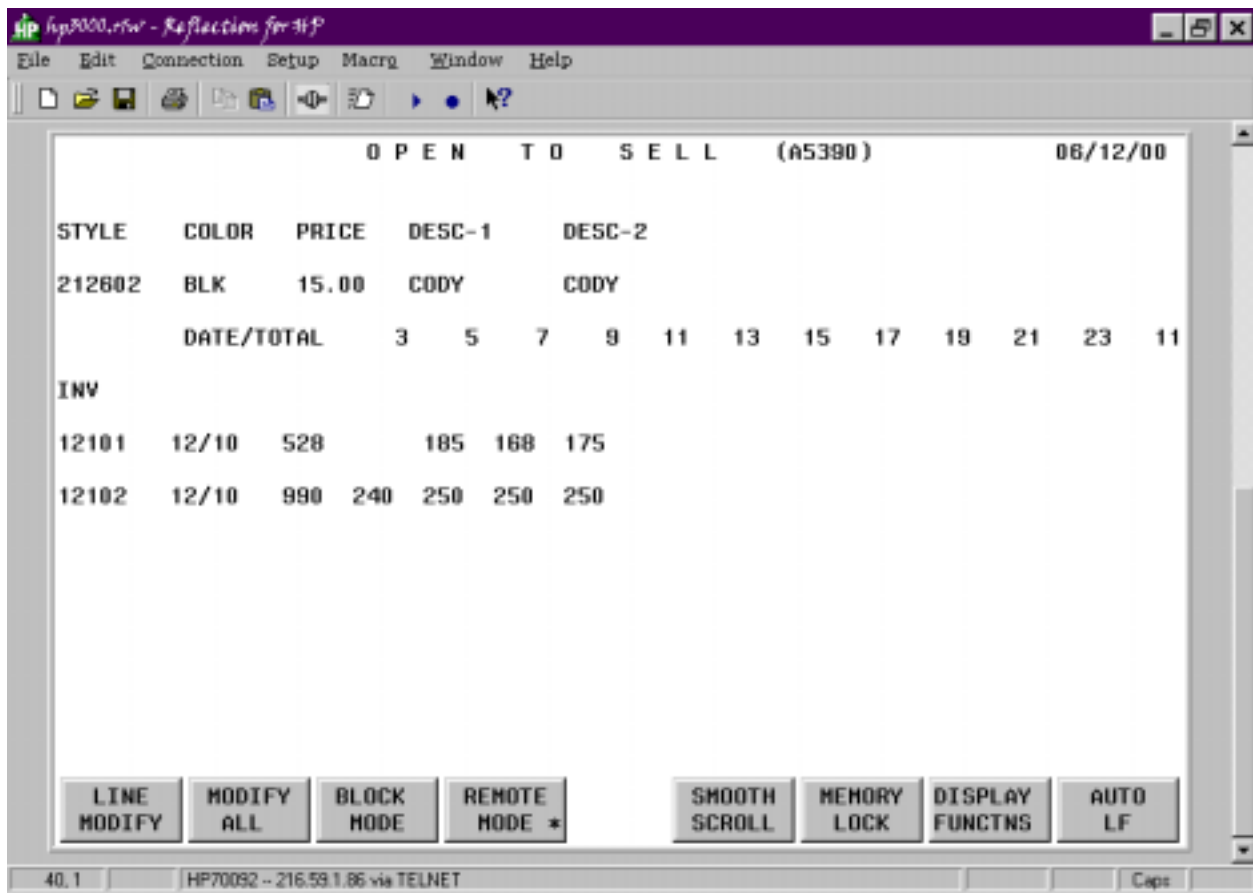 hp3000.rfw - Reflection for HP
File Edit Connection Setup Macro Window Help
O P E N T O S E L L (A5390) 06/12/00
STYLE COLOR PRICE DESC-1 DESC-2
212602 BLK 15.00 CODY CODY
DATE/TOTAL 3 5 7 9 11 13 15 17 19 21 23 11
INV
12101 12/10 528 185 168 175
12102 12/10 990 240 250 250 250
LINE MODIFY MODIFY ALL BLOCK MODE REMOTE MODE * SMOOTH SCROLL MEMORY LOCK DISPLAY FUNCTNS AUTO LF
40, 1 HP70092 -- 216.59.1.86 via TELNET Caps